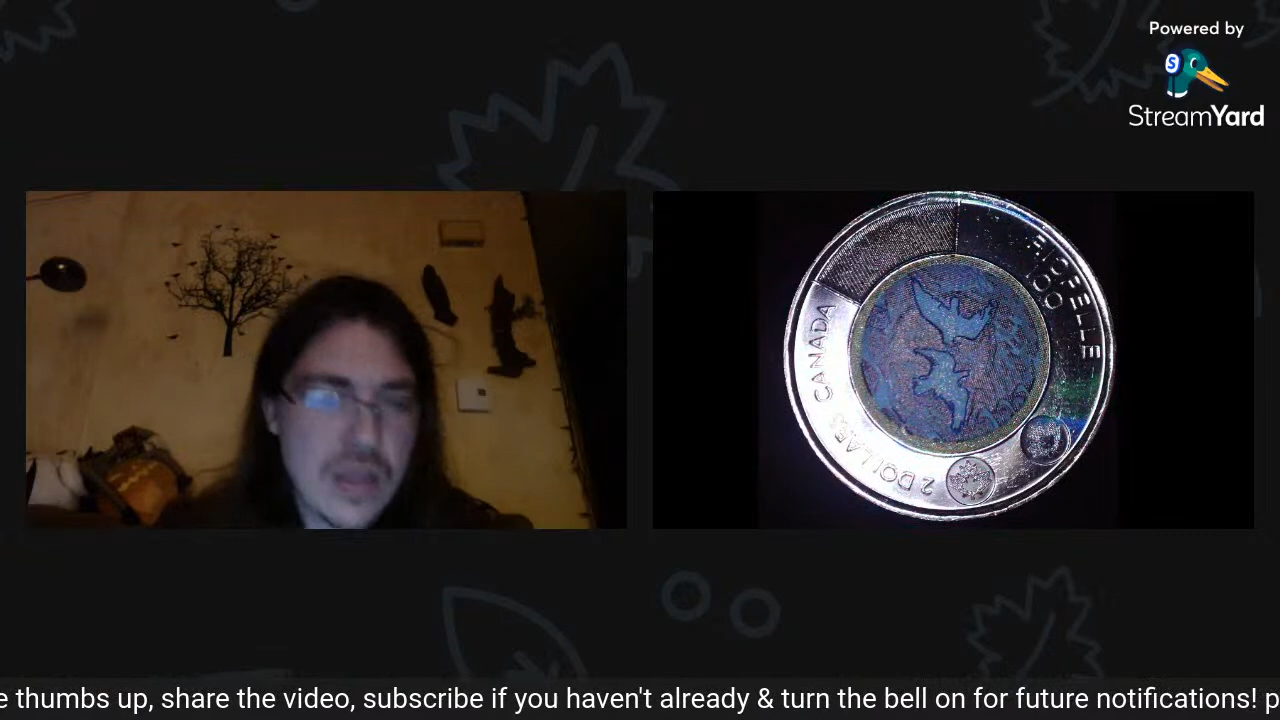 Powered by
S
StreamYard
RIOPELLE
100
2 DOLLARS CANADA
e thumbs up, share the video, subscribe if you haven't already & turn the bell on for future notifications! p